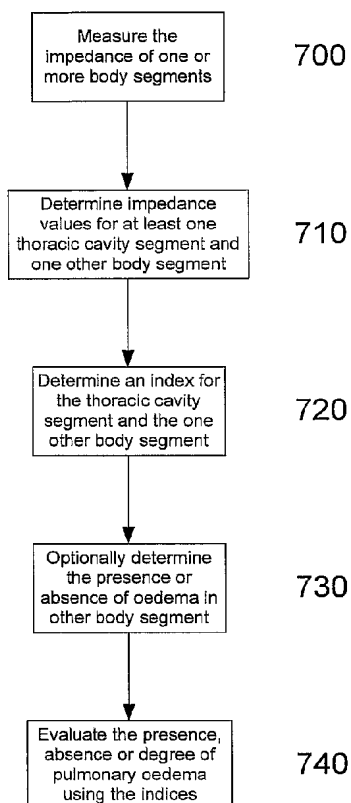 Measure the
impedance of one or
more body segments
700
Determine impedance
values for at least one
thoracic cavity segment and
one other body segment
710
Determine an index for
the thoracic cavity
segment and the one
other body segment
720
Optionally determine
the presence or
absence of oedema in
other body segment
730
Evaluate the presence,
absence or degree of
pulmonary oedema
using the indices
740